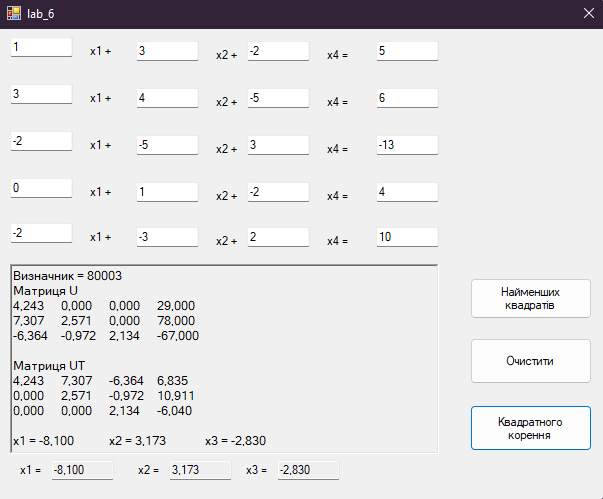 lab_6
1 x1 + 3 x2 + -2 x4 = 5
3 x1 + 4 x2 + -5 x4 = 6
-2 x1 + -5 x2 + 3 x4 = -13
0 x1 + 1 x2 + -2 x4 = 4
-2 x1 + -3 x2 + 2 x4 = 10
Визначник = 80003
Матриця U
4,243 0,000 0,000 29,000
7,307 2,571 0,000 78,000
-6,364 -0,972 2,134 -67,000
Матриця UT
4,243 7,307 -6,364 6,835
0,000 2,571 -0,972 10,911
0,000 0,000 2,134 -6,040
x1 = -8,100 x2 = 3,173 x3 = -2,830
x1 = -8,100 x2 = 3,173 x3 = -2,830
Найменших
квадратів
Очистити
Квадратного
корення